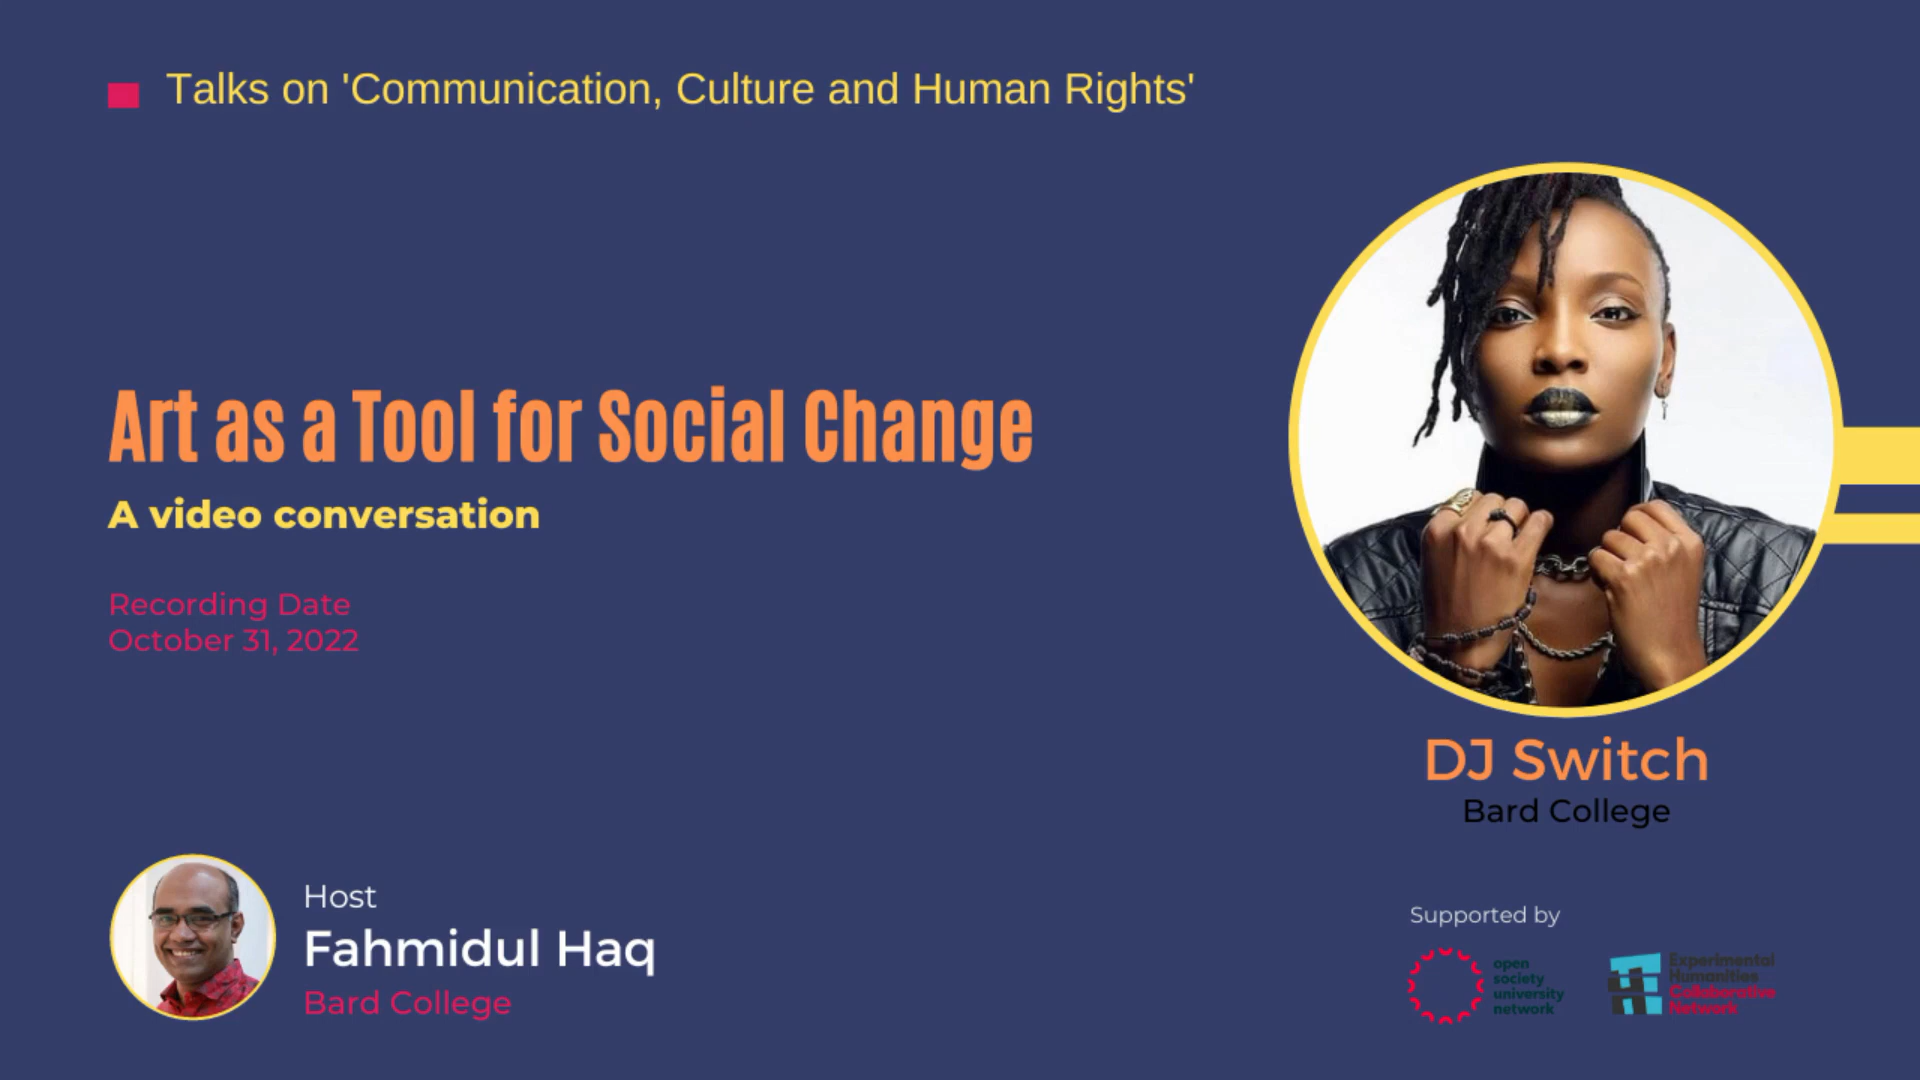 Talks on 'Communication, Culture and Human Rights'
Art as a Tool for Social Change
A video conversation
Recording Date
October 31, 2022
DJ Switch
Bard College
Host
Fahmidul Haq
Bard College
Supported by
open
society
university
network
Experimental
Humanities
Collaborative
Network